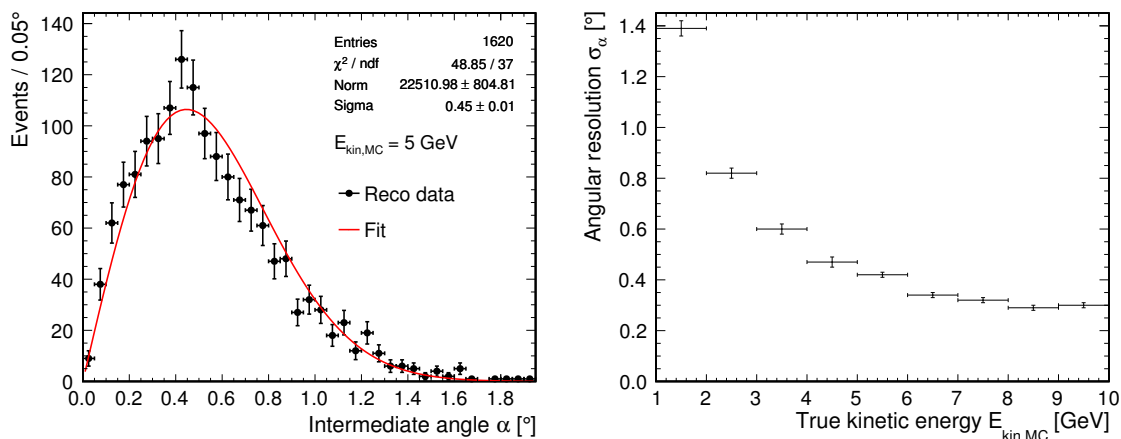 Events / 0.05°
140
120
100
80
60
40
20
0
Entries 1620
χ² / ndf 48.85 / 37
Norm 22510.98 ± 804.81
Sigma 0.45 ± 0.01
E_kin,MC = 5 GeV
Reco data
Fit
0.0 0.2 0.4 0.6 0.8 1.0 1.2 1.4 1.6 1.8
Intermediate angle α [°]
Angular resolution σ_α [°]
1.4
1.2
1.0
0.8
0.6
0.4
0.2
0.0
1 2 3 4 5 6 7 8 9 10
True kinetic energy E_kin,MC [GeV]